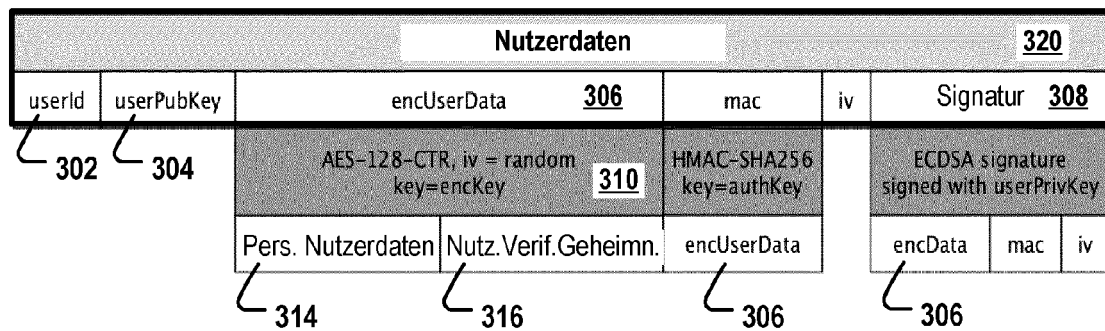 Nutzerdaten 320
userId userPubKey encUserData 306 mac iv Signatur 308
302 304
AES-128-CTR, iv = random
key=encKey 310
HMAC-SHA256
key=authKey
ECDSA signature
signed with userPrivKey
Pers. Nutzerdaten Nutz.Verif.Geheimn. encUserData encData mac iv
314 316 306 306